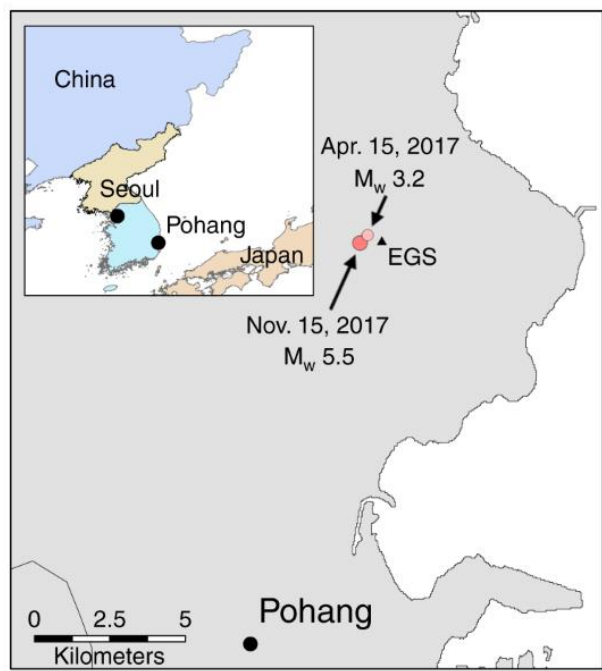 China
Seoul
Pohang
Japan
Apr. 15, 2017
Mw 3.2
EGS
Nov. 15, 2017
Mw 5.5
Pohang
0 2.5 5
Kilometers